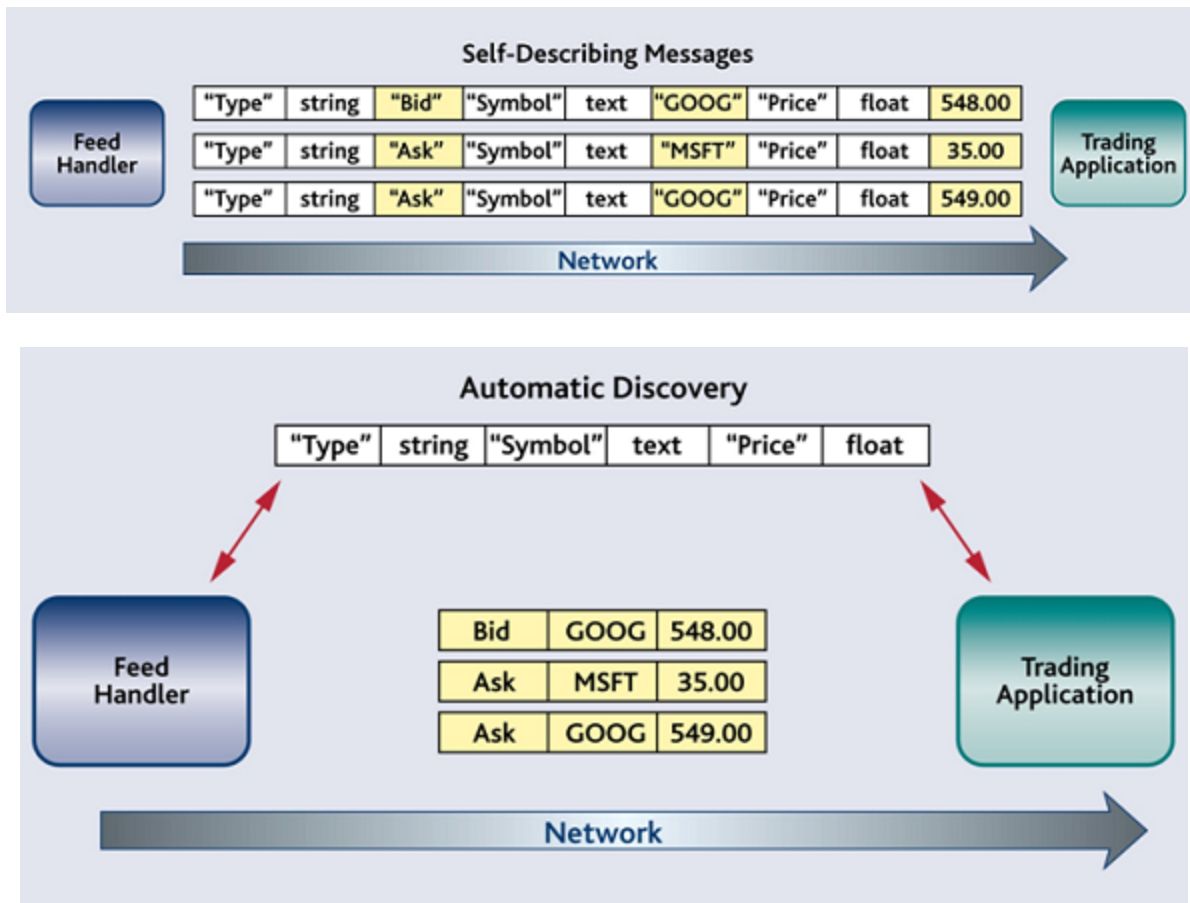 Self-Describing Messages
“Type” string “Bid” “Symbol” text “GOOG” “Price” float 548.00
Feed
Handler
“Type” string “Ask” “Symbol” text “MSFT” “Price” float 35.00
Trading
Application
“Type” string “Ask” “Symbol” text “GOOG” “Price” float 549.00
Network
Automatic Discovery
“Type” string “Symbol” text “Price” float
Feed
Handler
Bid GOOG 548.00
Ask MSFT 35.00
Ask GOOG 549.00
Trading
Application
Network